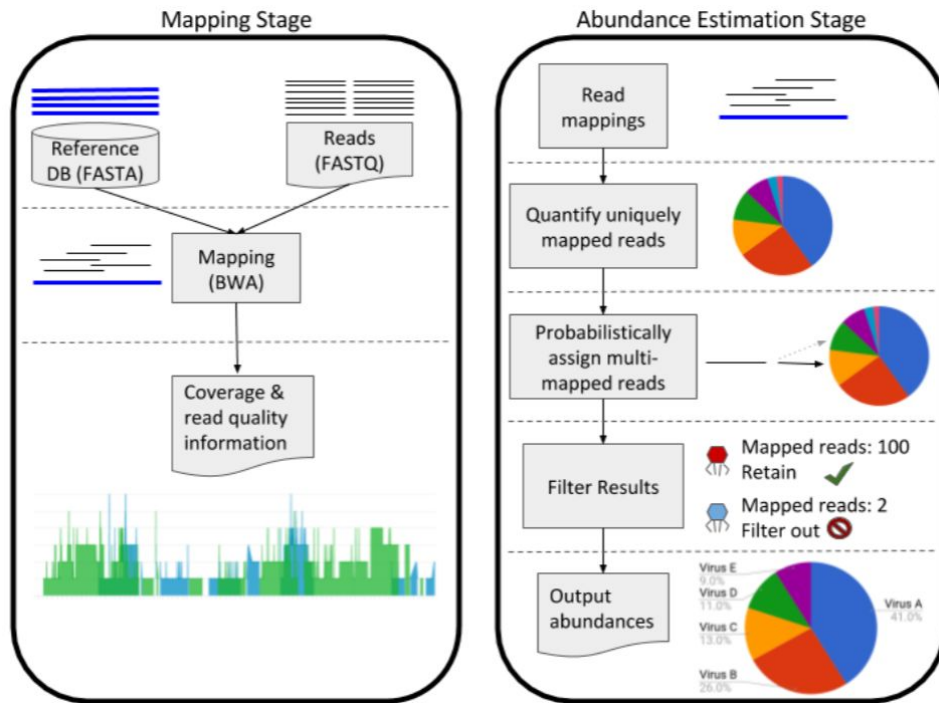 Mapping Stage
Reference
DB (FASTA)
Reads
(FASTQ)
Mapping
(BWA)
Coverage &
read quality
information
Abundance Estimation Stage
Read
mappings
Quantify uniquely
mapped reads
Probabilistically
assign multi-
mapped reads
Filter Results
Mapped reads: 100
Retain
Mapped reads: 2
Filter out
Output
abundances
Virus E
9.0%
Virus D
11.0%
Virus C
13.0%
Virus B
26.0%
Virus A
41.0%